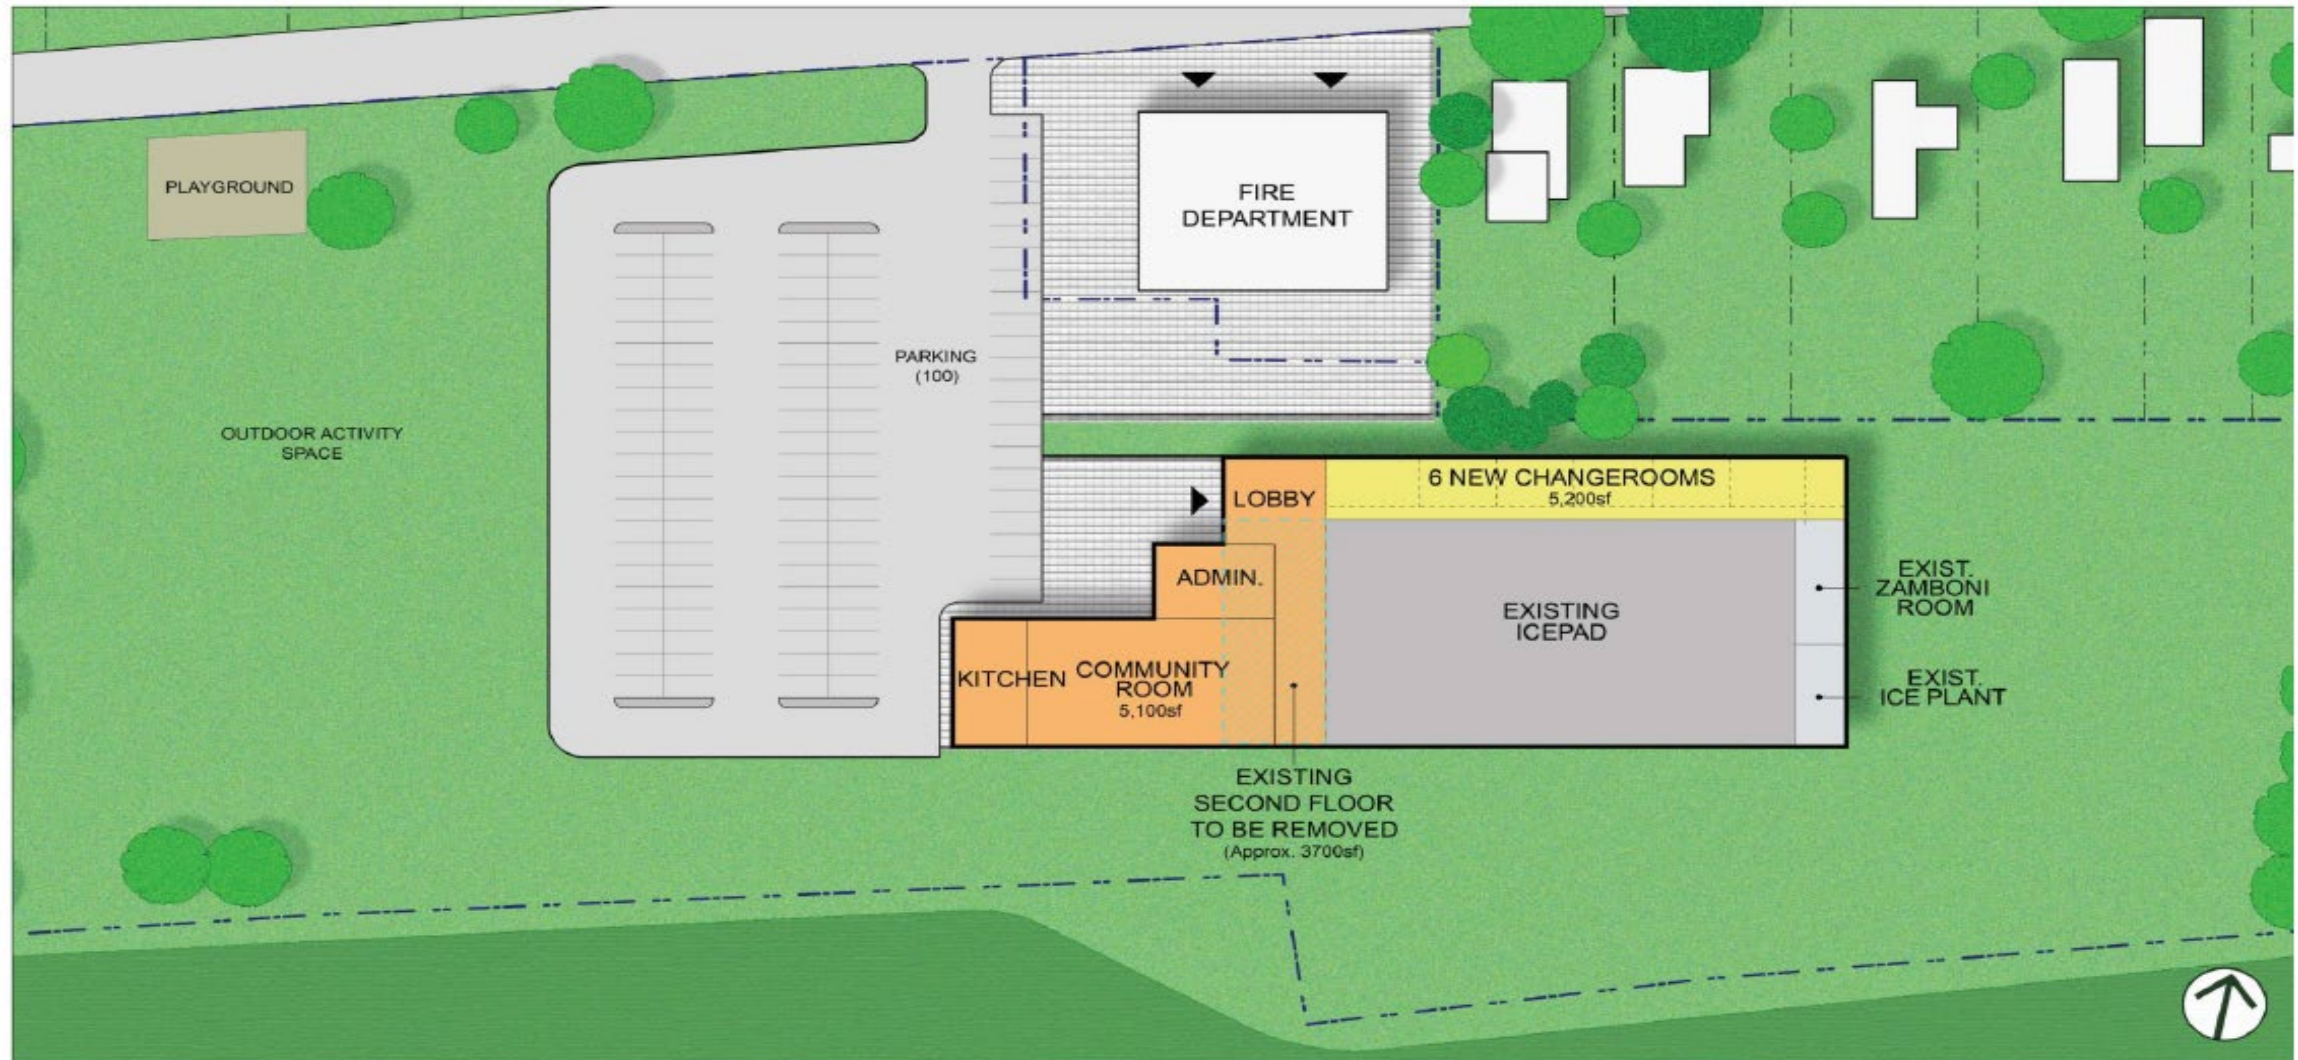 PLAYGROUND
FIRE
DEPARTMENT
PARKING
(100)
OUTDOOR ACTIVITY
SPACE
LOBBY
6 NEW CHANGEROOMS
5,200sf
ADMIN.
EXISTING
ICEPAD
EXIST.
ZAMBONI
ROOM
KITCHEN
COMMUNITY
ROOM
5,100sf
EXIST.
ICE PLANT
EXISTING
SECOND FLOOR
TO BE REMOVED
(Approx. 3700sf)